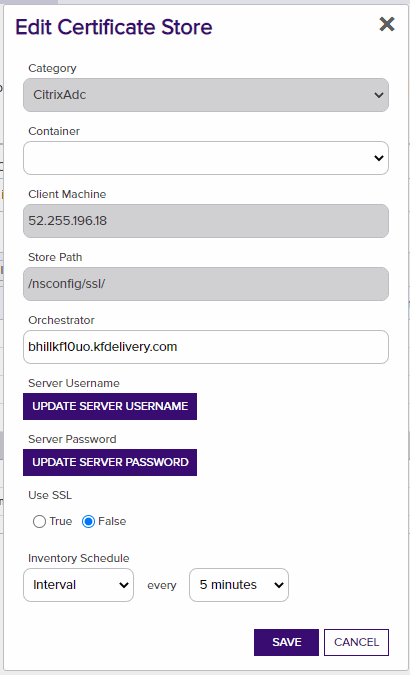 Edit Certificate Store
Category
CitrixAdc
Container
Client Machine
52.255.196.18
Store Path
/nsconfig/ssl/
Orchestrator
bhillkf10uo.kfdelivery.com
Server Username
UPDATE SERVER USERNAME
Server Password
UPDATE SERVER PASSWORD
Use SSL
True False
Inventory Schedule
Interval every 5 minutes
SAVE CANCEL